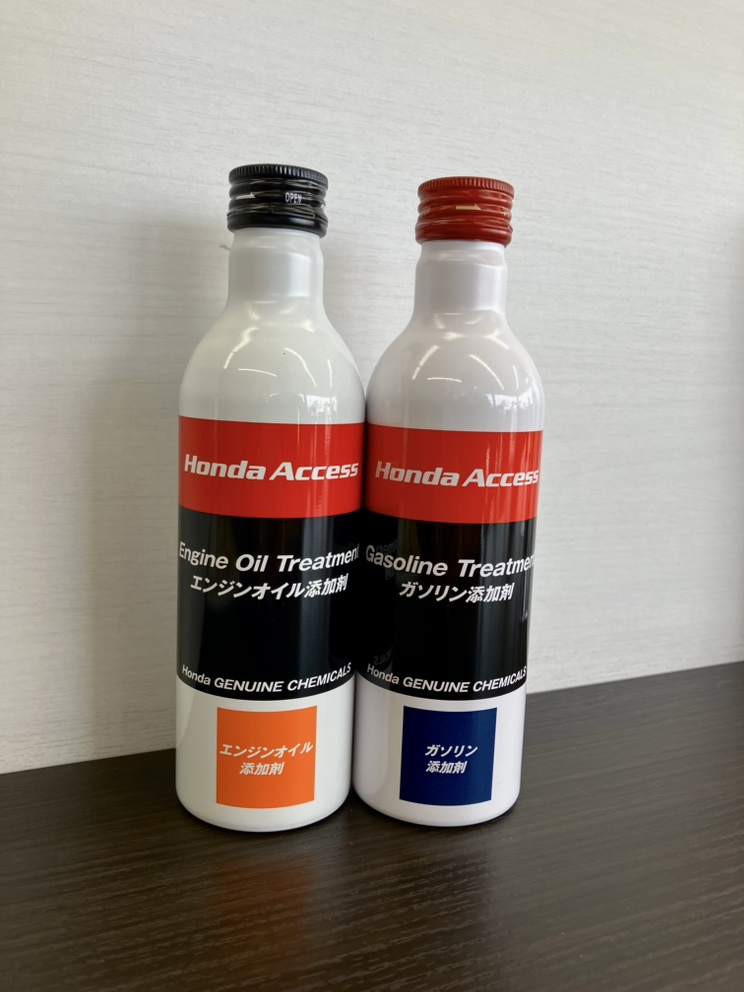 OPEN
Honda Access
Engine Oil Treatment
エンジンオイル添加剤
Honda GENUINE CHEMICALS
エンジンオイル
添加剤
Honda Access
Gasoline Treatment
ガソリン添加剤
Honda GENUINE CHEMICALS
ガソリン
添加剤